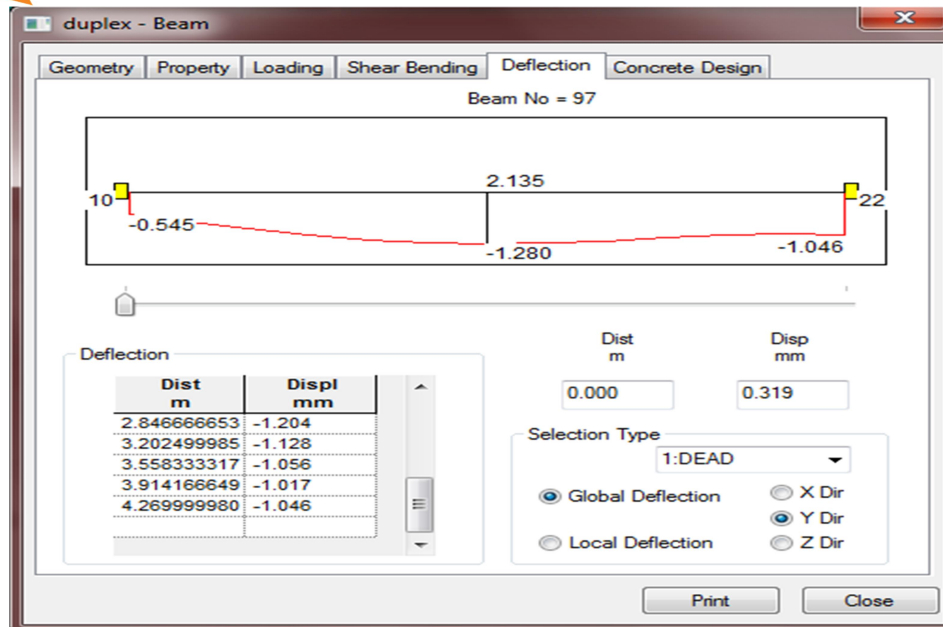 duplex - Beam
Geometry Property Loading Shear Bending Deflection Concrete Design
Beam No = 97
2.135
10 22
-0.545 -1.280 -1.046
Deflection
Dist m Displ mm
2.846666653 -1.204
3.202499985 -1.128
3.558333317 -1.056
3.914166649 -1.017
4.269999980 -1.046
Dist Disp
m mm
0.000 0.319
Selection Type
1:DEAD
Global Deflection X Dir
Y Dir
Local Deflection Z Dir
Print Close